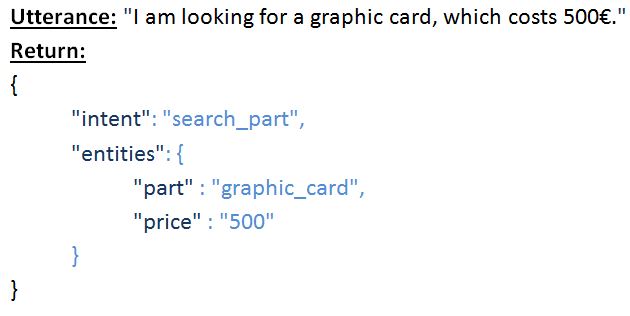 Utterance: "I am looking for a graphic card, which costs 500€."
Return:
{
"intent": "search_part",
"entities": {
"part" : "graphic_card",
"price" : "500"
}
}